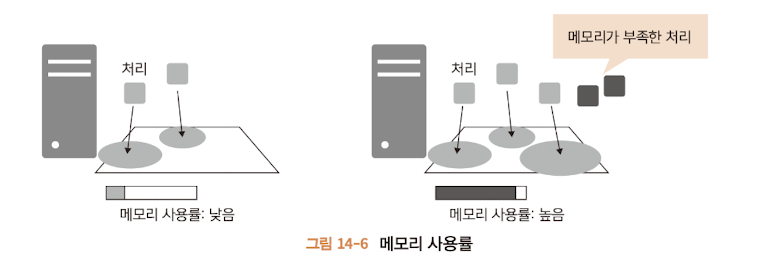 메모리가 부족한 처리
처리
처리
메모리 사용률: 낮음
메모리 사용률: 높음
그림 14-6 메모리 사용률